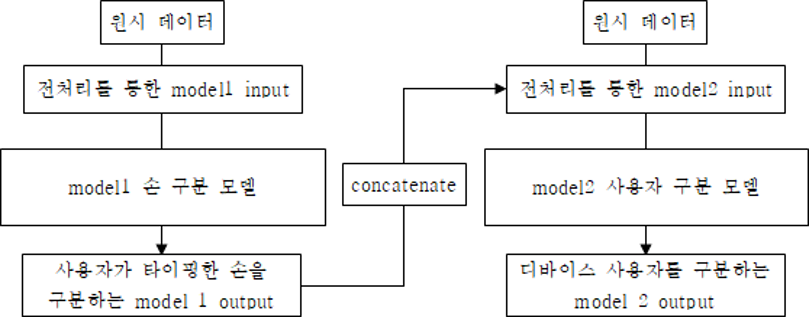 원시 데이터
전처리를 통한 model1 input
model1 손 구분 모델
사용자가 타이핑한 손을
구분하는 model 1 output
concatenate
원시 데이터
전처리를 통한 model2 input
model2 사용자 구분 모델
디바이스 사용자를 구분하는
model 2 output